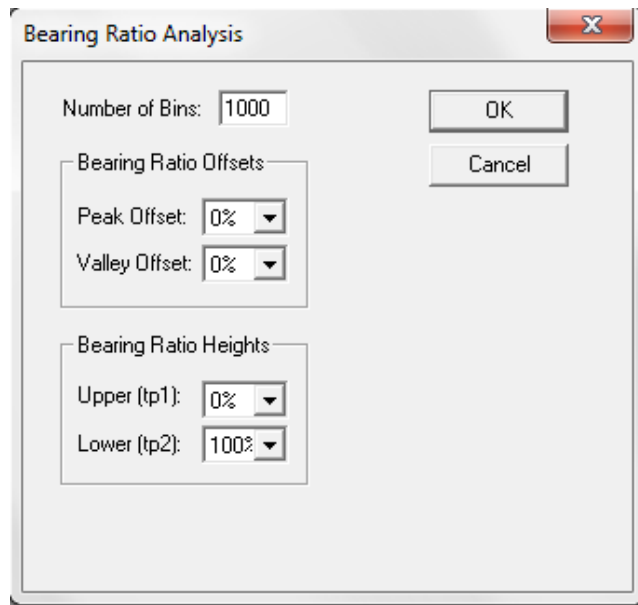 Bearing Ratio Analysis
Number of Bins: 1000
OK
Bearing Ratio Offsets
Cancel
Peak Offset: 0%
Valley Offset: 0%
Bearing Ratio Heights
Upper (tp1): 0%
Lower (tp2): 100%